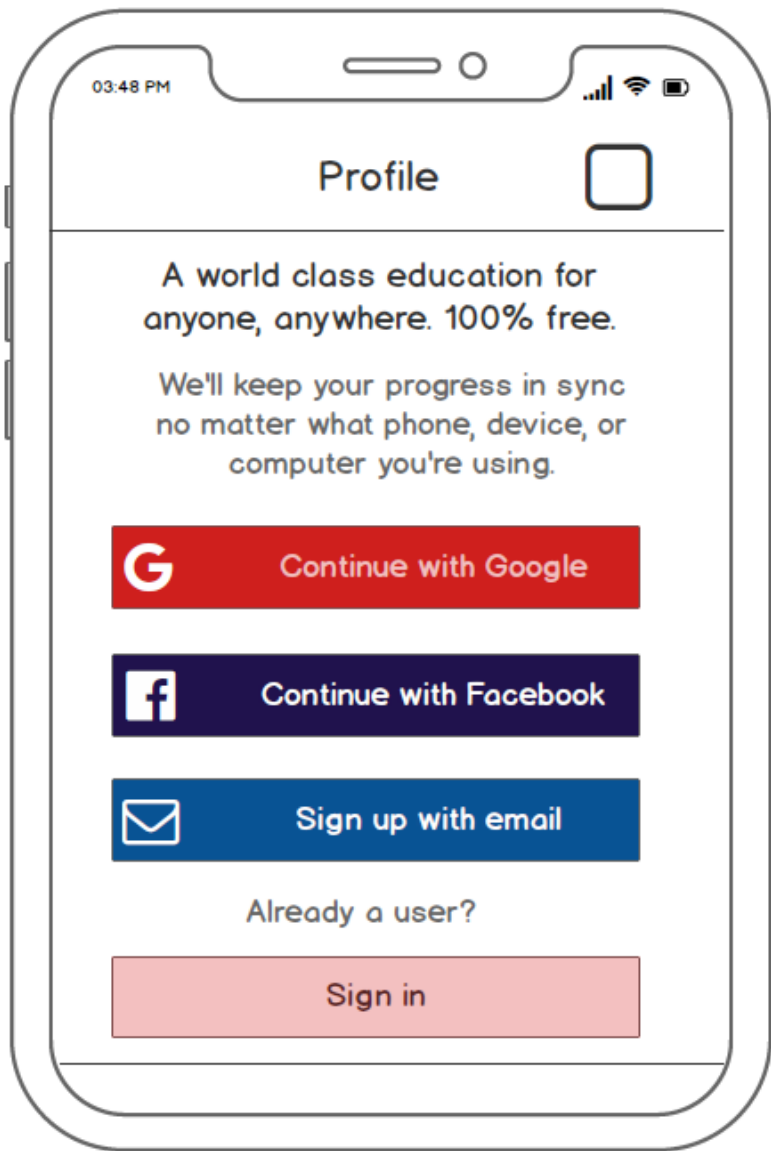 03:48 PM
Profile
A world class education for
anyone, anywhere. 100% free.
We'll keep your progress in sync
no matter what phone, device, or
computer you're using.
Continue with Google
Continue with Facebook
Sign up with email
Already a user?
Sign in